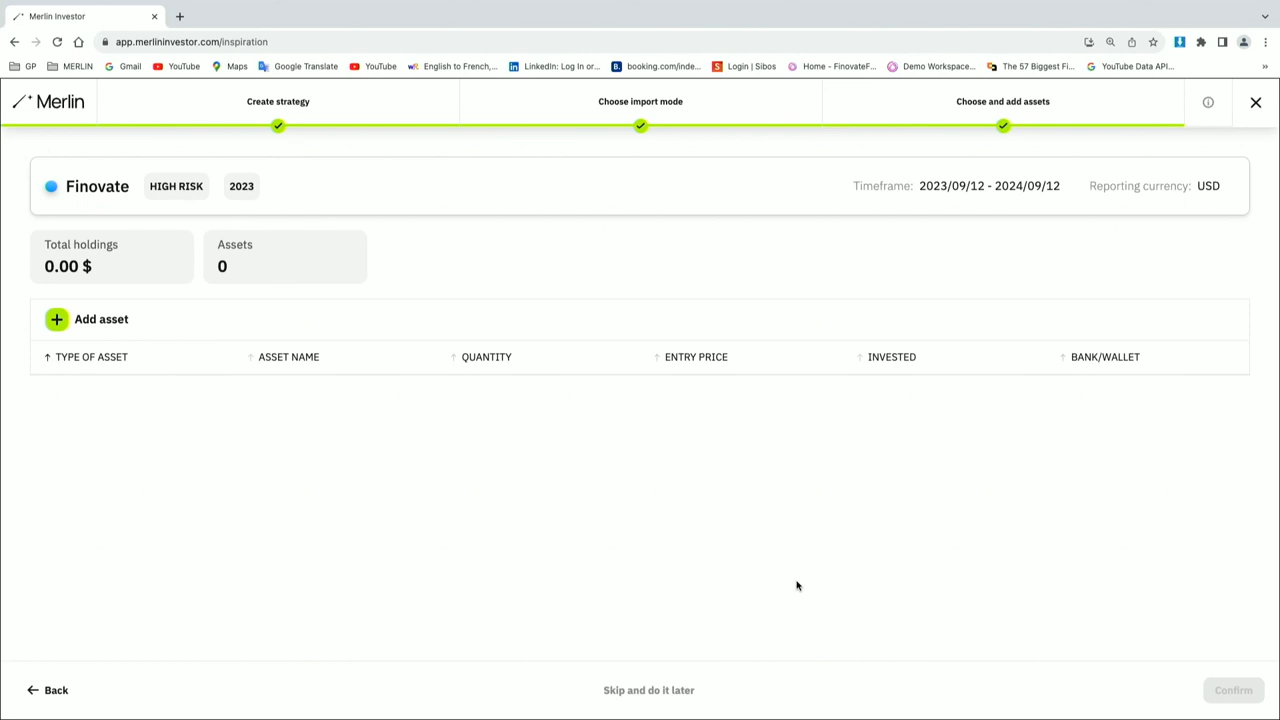 Merlin Investor
app.merlininvestor.com/inspiration
GP MERLIN Gmail YouTube Maps Google Translate YouTube English to French,... LinkedIn: Log In or... booking.com/inde... Login | Sibos Home - FinovateF... Demo Workspace... The 57 Biggest Fi... YouTube Data API... »
Merlin Create strategy Choose import mode Choose and add assets
Finovate HIGH RISK 2023 Timeframe: 2023/09/12 - 2024/09/12 Reporting currency: USD
Total holdings Assets
0.00 $ 0
Add asset
TYPE OF ASSET ASSET NAME QUANTITY ENTRY PRICE INVESTED BANK/WALLET
Back Skip and do it later Confirm